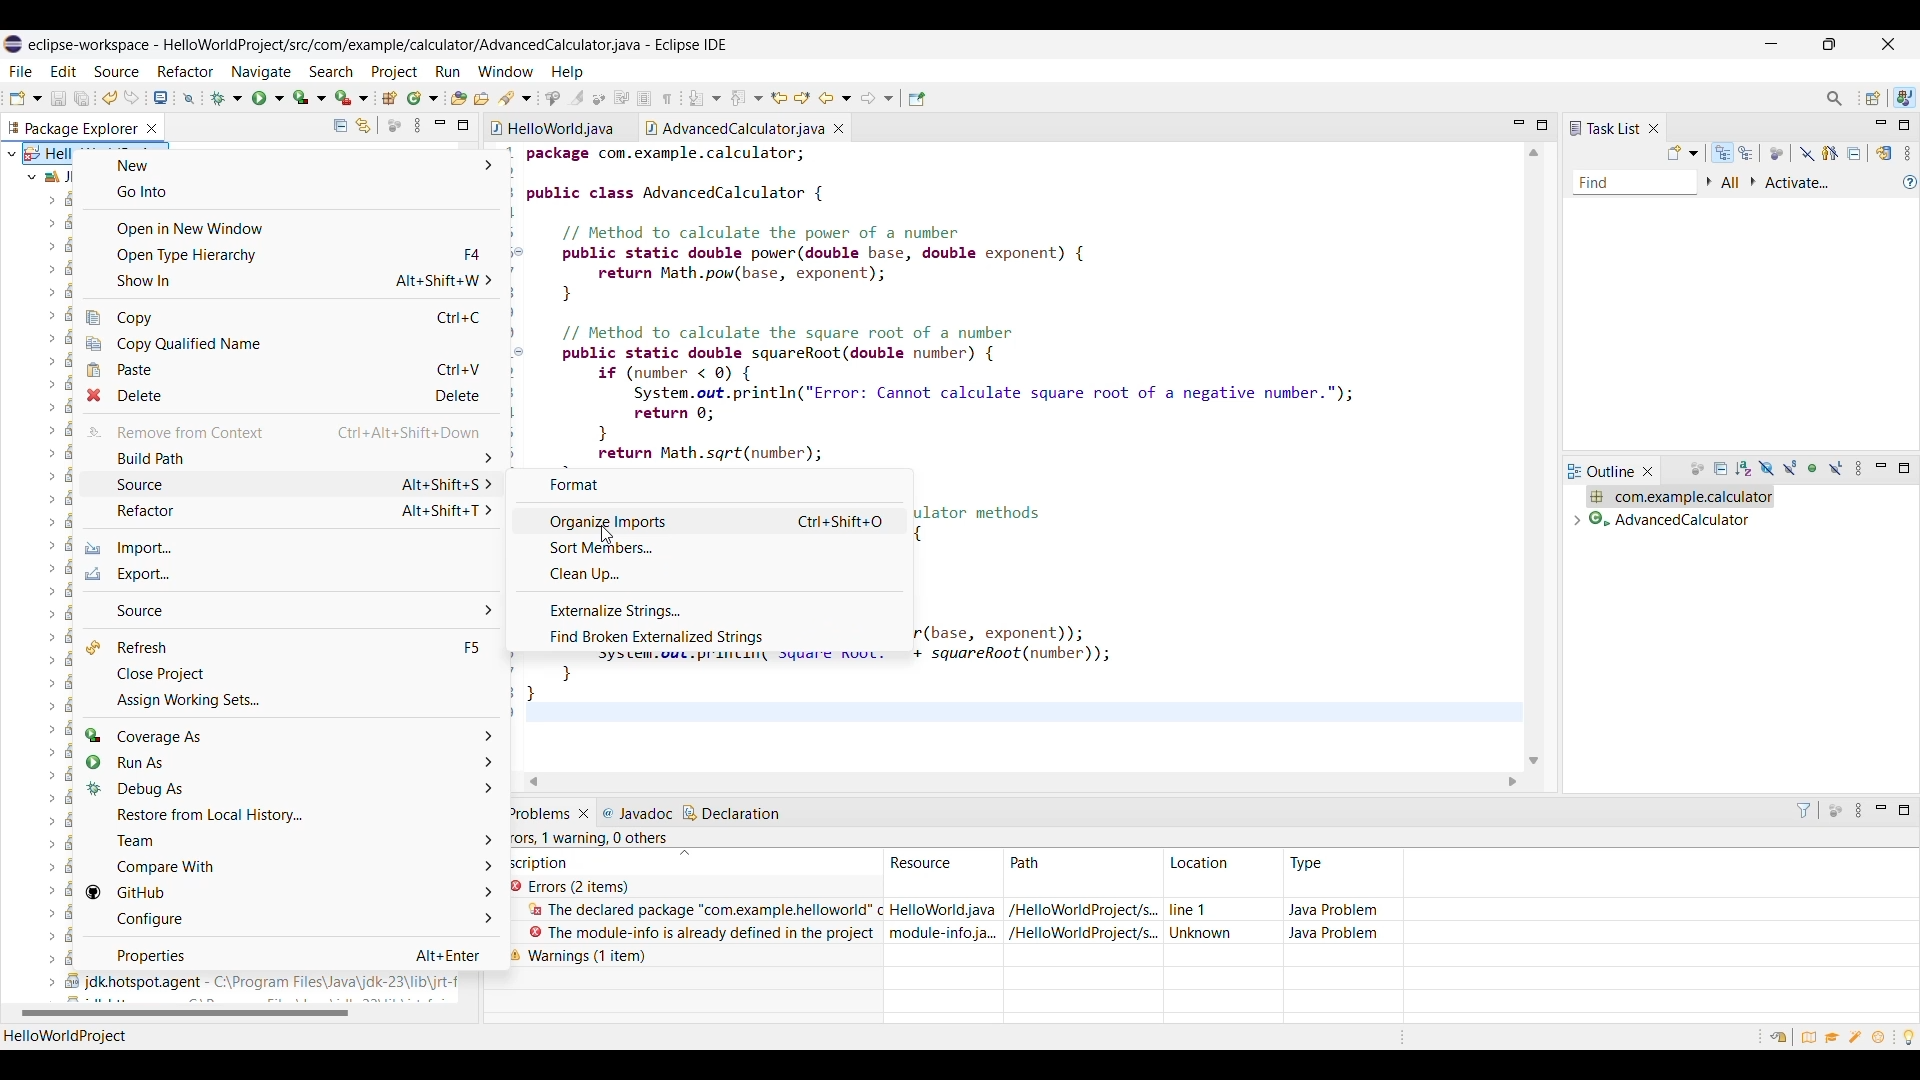 eclipse-workspace - HelloWorldProject/src/com/example/calculator/AdvancedCalculator.java - Eclipse IDE
File Edit Source Refactor Navigate Search Project Run Window Help
Package Explorer
Hell
New
Go Into
Open in New Window
Open Type Hierarchy F4
Show In Alt+Shift+W
Copy Ctrl+C
Copy Qualified Name
Paste Ctrl+V
Delete Delete
Remove from Context Ctrl+Alt+Shift+Down
Build Path
Source Alt+Shift+S
Refactor Alt+Shift+T
Import...
Export...
Source
Refresh F5
Close Project
Assign Working Sets...
Coverage As
Run As
Debug As
Restore from Local History...
Team
Compare With
GitHub
Configure
Properties Alt+Enter
jdk.hotspot.agent - C:\Program Files\Java\jdk-23\lib\jrt-f
HelloWorldProject
Format
Organize Imports Ctrl+Shift+O
Sort Members...
Clean Up...
Externalize Strings...
Find Broken Externalized Strings
HelloWorld.java
AdvancedCalculator.java
package com.example.calculator;
public class AdvancedCalculator {
// Method to calculate the power of a number
public static double power(double base, double exponent) {
return Math.pow(base, exponent);
}
// Method to calculate the square root of a number
public static double squareRoot(double number) {
if (number < 0) {
System.out.println("Error: Cannot calculate square root of a negative number.");
return 0;
}
return Math.sqrt(number);
ulator methods
{
r(base, exponent));
System.out.println("Square Root: " + squareRoot(number));
}
}
Problems Javadoc Declaration
rors, 1 warning, 0 others
scription Resource Path Location Type
Errors (2 items)
The declared package "com.example.helloworld" c HelloWorld.java /HelloWorldProject/s... line 1 Java Problem
The module-info is already defined in the project module-info.ja... /HelloWorldProject/s... Unknown Java Problem
Warnings (1 item)
Task List
Find All Activate...
Outline
com.example.calculator
AdvancedCalculator